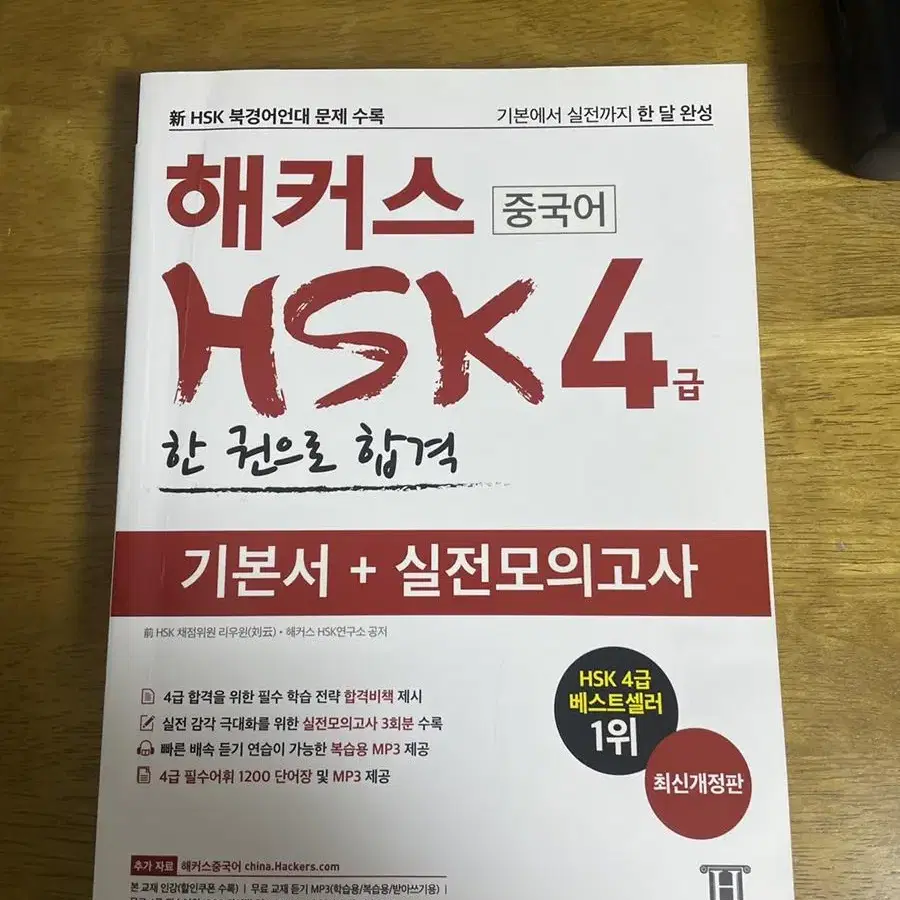 新 HSK 북경어언대 문제 수록
기본에서 실전까지 한 달 완성
해커스 중국어
HSK 4급
한 권으로 합격
기본서 + 실전모의고사
前 HSK 채점위원 리우윈(刘云) • 해커스 HSK연구소 공저
4급 합격을 위한 필수 학습 전략 합격비책 제시
실전 감각 극대화를 위한 실전모의고사 3회분 수록
빠른 배속 듣기 연습이 가능한 복습용 MP3 제공
4급 필수어휘 1200 단어장 및 MP3 제공
HSK 4급
베스트셀러
1위
최신개정판
추가 자료 해커스중국어 china.Hackers.com
본 교재 인강(할인쿠폰 수록) | 무료 교재 듣기 MP3(학습용/복습용/받아쓰기용) |
H